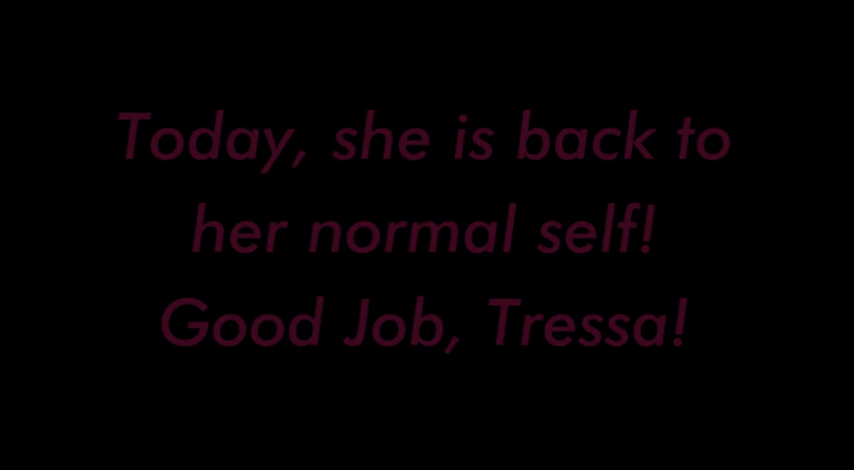 Today, she is back to
her normal self!
Good Job, Tressa!